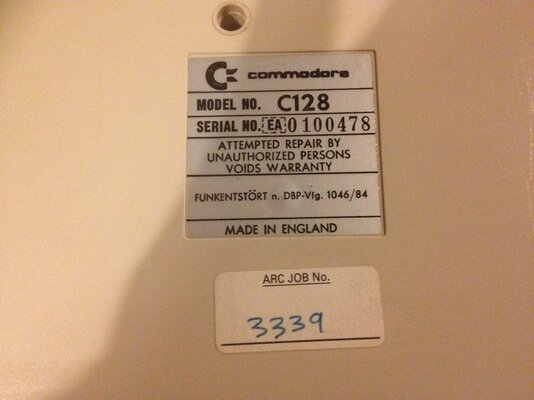 commodore
MODEL NO. C128
SERIAL NO. EA 0100478
ATTEMPTED REPAIR BY
UNAUTHORIZED PERSONS
VOIDS WARRANTY
FUNKENTSTÖRT n. DBP-Vfg. 1046/84
MADE IN ENGLAND
ARC JOB No.
3339